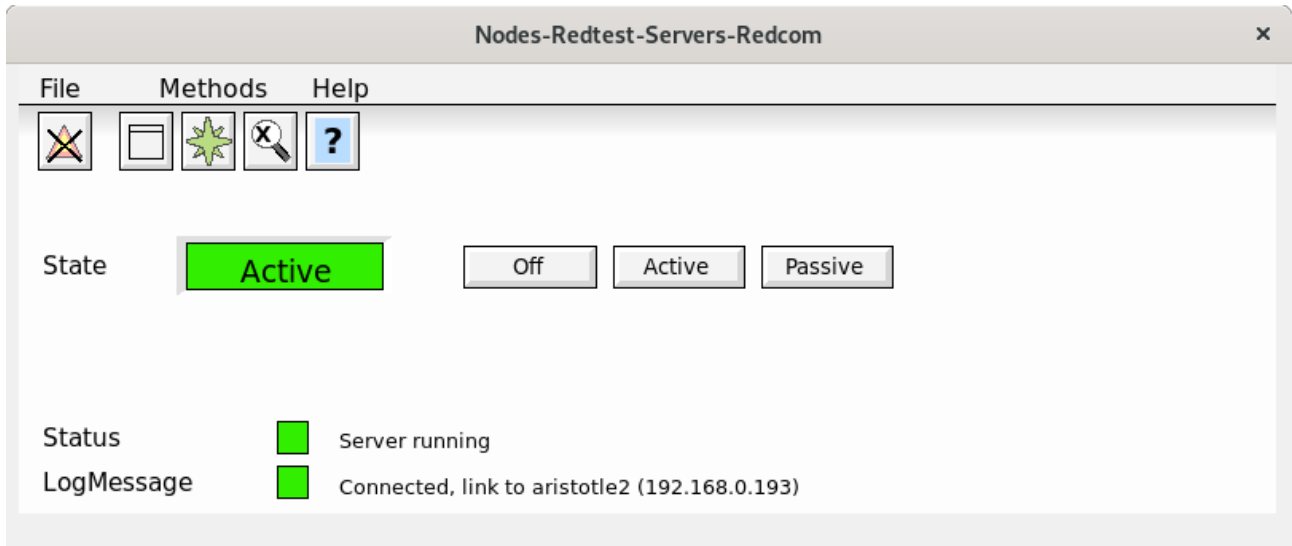 Nodes-Redtest-Servers-Redcom ×
File Methods Help
X ?
State Active Off Active Passive
Status Server running
LogMessage Connected, link to aristotle2 (192.168.0.193)